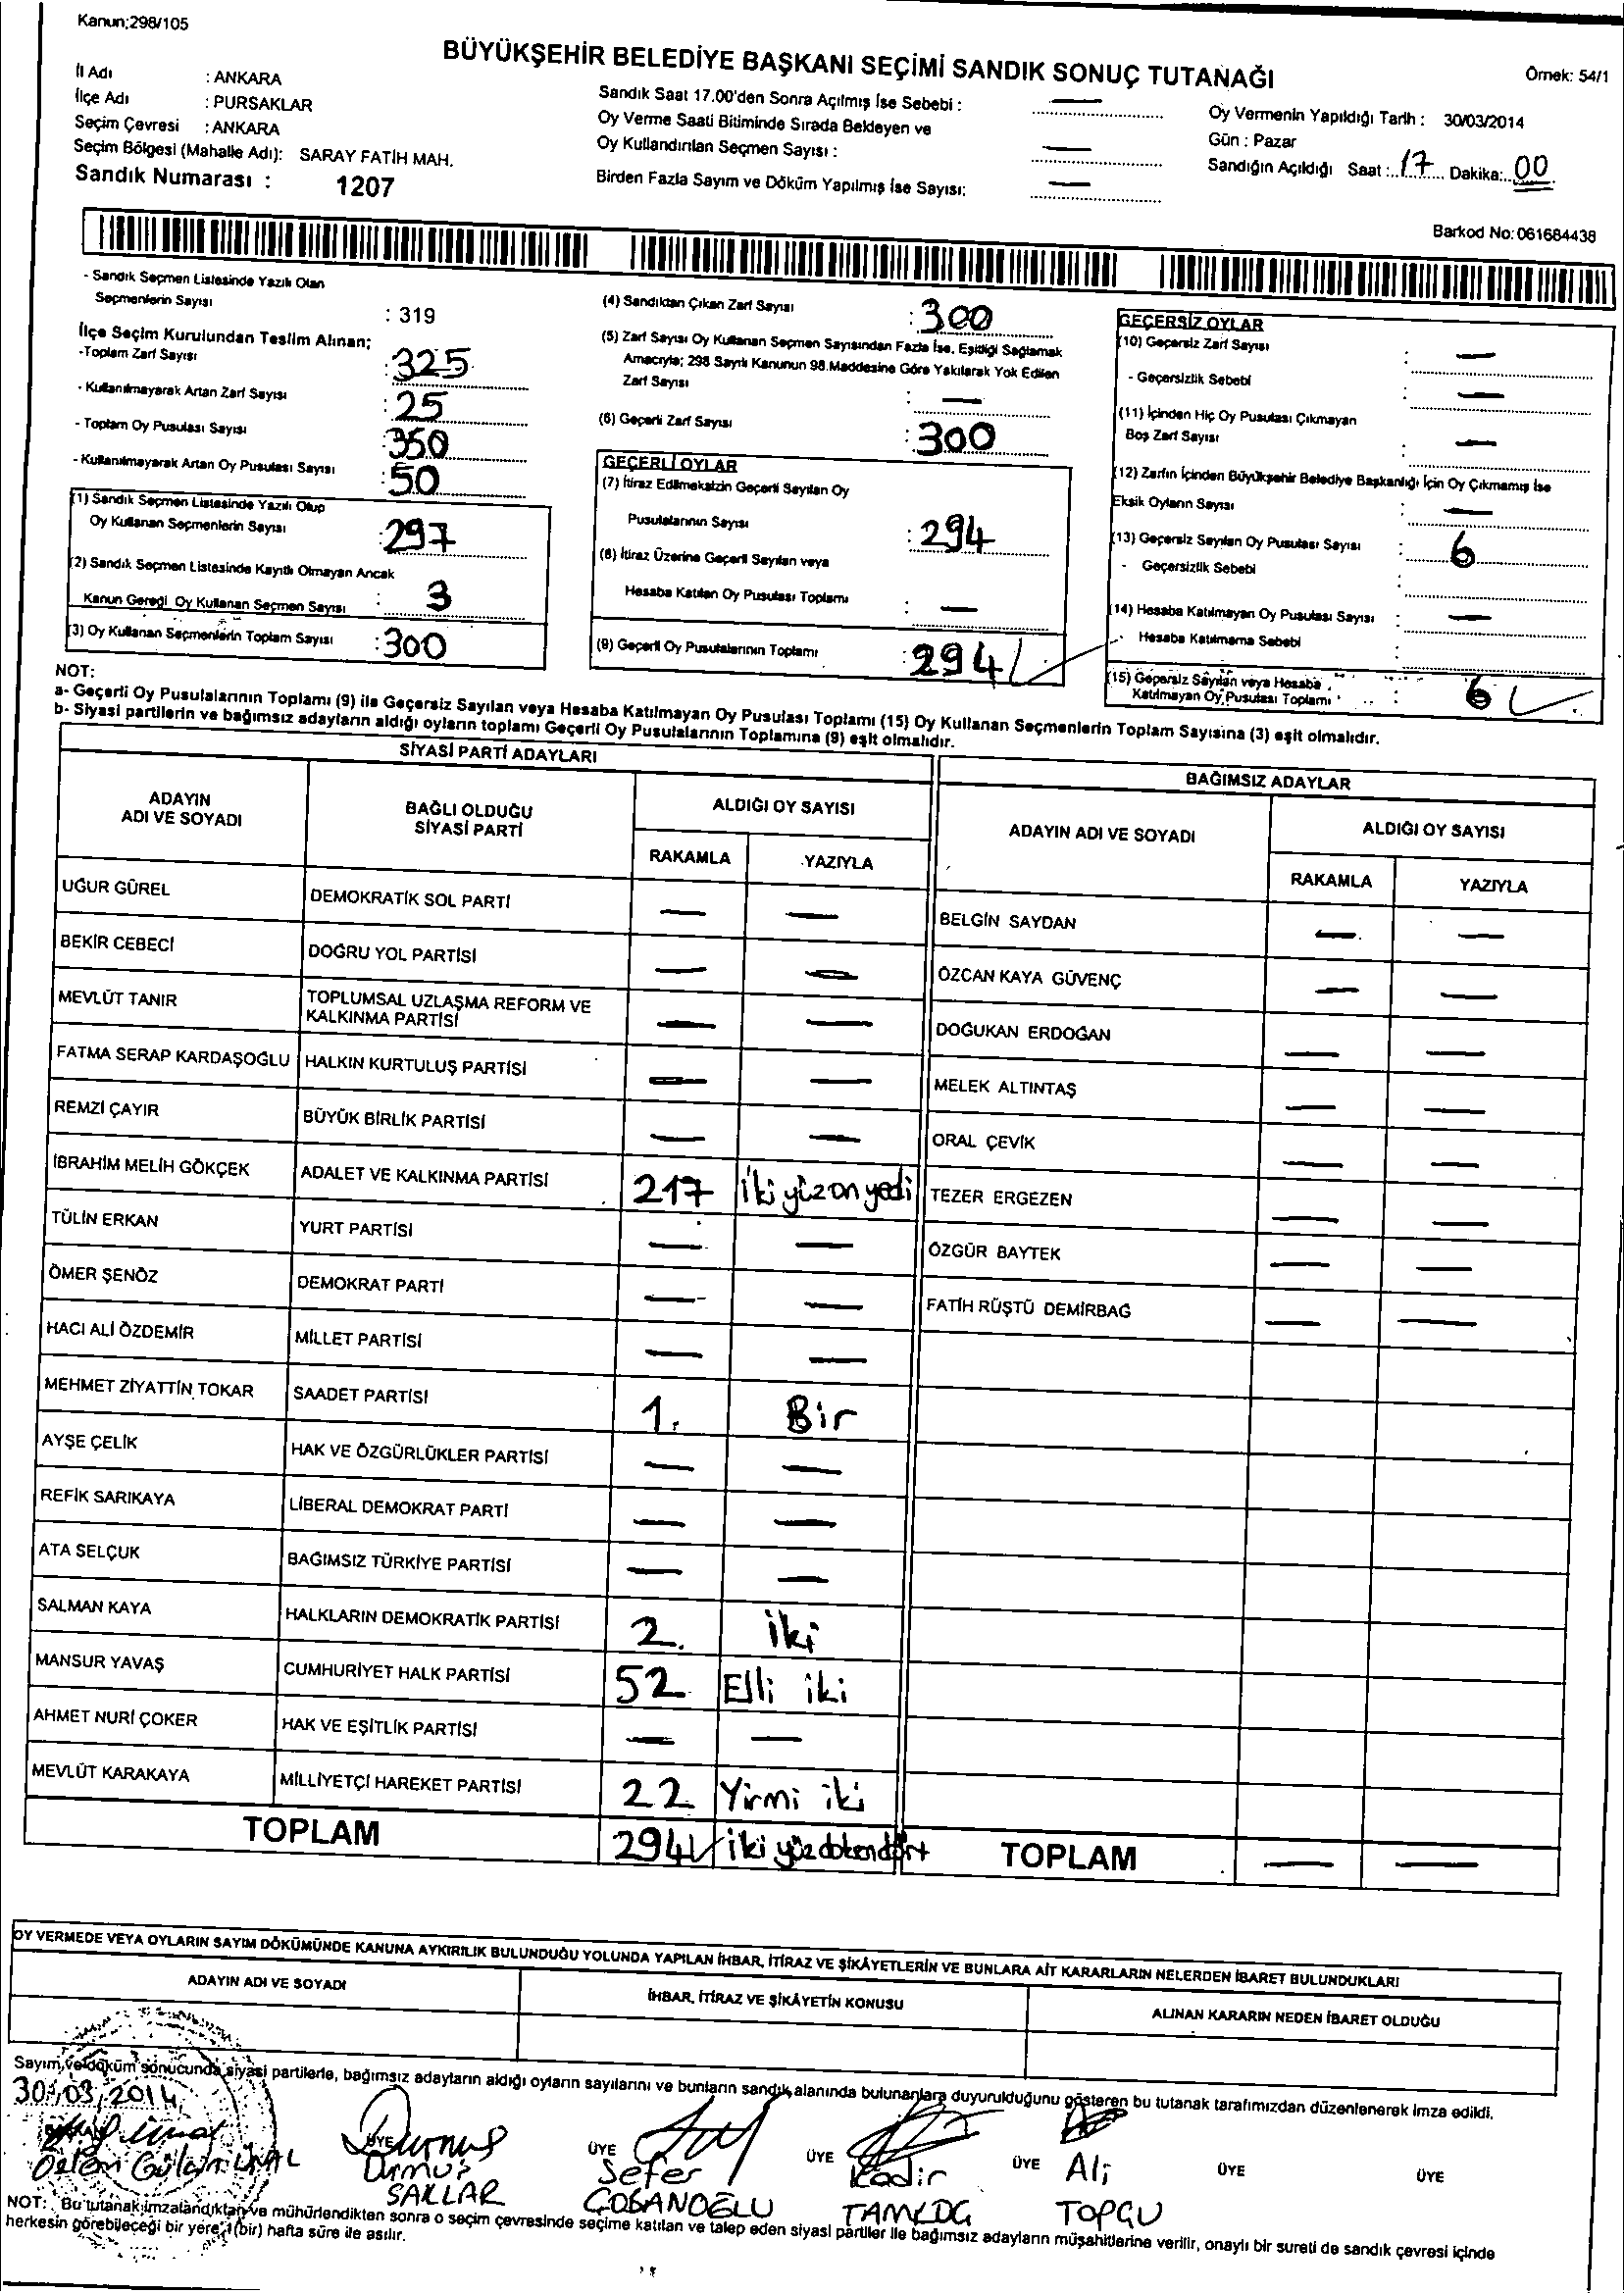 Kanun;298/105
BÜYÜKŞEHİR BELEDİYE BAŞKANI SEÇİMİ SANDIK SONUÇ TUTANAĞI
Örnek: 54/1
İl Adı : ANKARA
İlçe Adı : PURSAKLAR
Seçim Çevresi : ANKARA
Seçim Bölgesi (Mahalle Adı): SARAY FATİH MAH.
Sandık Numarası : 1207
Sandık Saat 17.00'den Sonra Açılmış İse Sebebi : —
Oy Verme Saati Bitiminde Sırada Bekleyen ve
Oy Kullandırılan Seçmen Sayısı : —
Birden Fazla Sayım ve Döküm Yapılmış İse Sayısı: —
Oy Vermenin Yapıldığı Tarih : 30/03/2014
Gün : Pazar
Sandığın Açıldığı Saat : 17 Dakika: 00
Barkod No: 061684438
- Sandık Seçmen Listesinde Yazılı Olan
Seçmenlerin Sayısı : 319
İlçe Seçim Kurulundan Teslim Alınan;
-Toplam Zarf Sayısı : 325
- Kullanılmayarak Artan Zarf Sayısı : 25
- Toplam Oy Pusulası Sayısı : 350
- Kullanılmayarak Artan Oy Pusulası Sayısı : 50
(1) Sandık Seçmen Listesinde Yazılı Olup
Oy Kullanan Seçmenlerin Sayısı : 297
(2) Sandık Seçmen Listesinde Kayıtlı Olmayan Ancak
Kanun Gereği Oy Kullanan Seçmen Sayısı : 3
(3) Oy Kullanan Seçmenlerin Toplam Sayısı : 300
(4) Sandıktan Çıkan Zarf Sayısı : 300
(5) Zarf Sayısı Oy Kullanan Seçmen Sayısından Fazla İse, Eşitliği Sağlamak
Amacıyla; 298 Sayılı Kanunun 98.Maddesine Göre Yakılarak Yok Edilen
Zarf Sayısı : —
(6) Geçerli Zarf Sayısı : 300
GEÇERLİ OYLAR
(7) İtiraz Edilmeksizin Geçerli Sayılan Oy
Pusulalarının Sayısı : 294
(8) İtiraz Üzerine Geçerli Sayılan veya
Hesaba Katılan Oy Pusulası Toplamı : —
(9) Geçerli Oy Pusulalarının Toplamı : 294
GEÇERSİZ OYLAR
(10) Geçersiz Zarf Sayısı : —
- Geçersizlik Sebebi : —
(11) İçinden Hiç Oy Pusulası Çıkmayan
Boş Zarf Sayısı : —
(12) Zarfın İçinden Büyükşehir Belediye Başkanlığı İçin Oy Çıkmamış İse
Eksik Oyların Sayısı : —
(13) Geçersiz Sayılan Oy Pusulası Sayısı : 6
- Geçersizlik Sebebi :
(14) Hesaba Katılmayan Oy Pusulası Sayısı : —
- Hesaba Katılmama Sebebi :
(15) Geçersiz Sayılan veya Hesaba
Katılmayan Oy Pusulası Toplamı : 6
NOT:
a- Geçerli Oy Pusulalarının Toplamı (9) ile Geçersiz Sayılan veya Hesaba Katılmayan Oy Pusulası Toplamı (15) Oy Kullanan Seçmenlerin Toplam Sayısına (3) eşit olmalıdır.
b- Siyasi partilerin ve bağımsız adayların aldığı oyların toplamı Geçerli Oy Pusulalarının Toplamına (9) eşit olmalıdır.
SİYASİ PARTİ ADAYLARI
ADAYIN ADI VE SOYADI
BAĞLI OLDUĞU SİYASİ PARTİ
ALDIĞI OY SAYISI
RAKAMLA YAZIYLA
UĞUR GÜREL DEMOKRATİK SOL PARTİ — —
BEKİR CEBECİ DOĞRU YOL PARTİSİ — —
MEVLÜT TANIR TOPLUMSAL UZLAŞMA REFORM VE KALKINMA PARTİSİ — —
FATMA SERAP KARDAŞOĞLU HALKIN KURTULUŞ PARTİSİ — —
REMZİ ÇAYIR BÜYÜK BİRLİK PARTİSİ — —
İBRAHİM MELİH GÖKÇEK ADALET VE KALKINMA PARTİSİ 217 İki yüz on yedi
TÜLİN ERKAN YURT PARTİSİ — —
ÖMER ŞENÖZ DEMOKRAT PARTİ — —
HACI ALİ ÖZDEMİR MİLLET PARTİSİ — —
MEHMET ZİYATTİN TOKAR SAADET PARTİSİ 1. Bir
AYŞE ÇELİK HAK VE ÖZGÜRLÜKLER PARTİSİ — —
REFİK SARIKAYA LİBERAL DEMOKRAT PARTİ — —
ATA SELÇUK BAĞIMSIZ TÜRKİYE PARTİSİ — —
SALMAN KAYA HALKLARIN DEMOKRATİK PARTİSİ 2. iki
MANSUR YAVAŞ CUMHURİYET HALK PARTİSİ 52 Elli iki
AHMET NURİ ÇOKER HAK VE EŞİTLİK PARTİSİ — —
MEVLÜT KARAKAYA MİLLİYETÇİ HAREKET PARTİSİ 22 Yirmi iki
TOPLAM 294 iki yüz doksandört
BAĞIMSIZ ADAYLAR
ADAYIN ADI VE SOYADI
ALDIĞI OY SAYISI
RAKAMLA YAZIYLA
BELGİN SAYDAN — —
ÖZCAN KAYA GÜVENÇ — —
DOĞUKAN ERDOĞAN — —
MELEK ALTINTAŞ — —
ORAL ÇEVİK — —
TEZER ERGEZEN — —
ÖZGÜR BAYTEK — —
FATİH RÜŞTÜ DEMİRBAĞ — —
TOPLAM — —
OY VERMEDE VEYA OYLARIN SAYIM DÖKÜMÜNDE KANUNA AYKIRILIK BULUNDUĞU YOLUNDA YAPILAN İHBAR, İTİRAZ VE ŞİKÂYETLERİN VE BUNLARA AİT KARARLARIN NELERDEN İBARET BULUNDUKLARI
ADAYIN ADI VE SOYADI
İHBAR, İTİRAZ VE ŞİKÂYETİN KONUSU
ALINAN KARARIN NEDEN İBARET OLDUĞU
Sayım ve döküm sonucunda siyasi partilerle, bağımsız adayların aldığı oyların sayılarını ve bunların sandık alanında bulunanlara duyurulduğunu gösteren bu tutanak tarafımızdan düzenlenerek imza edildi.
30/03/2014
Özlem Gülçin ÜNAL
ÜYE Durmuş SALLAR
ÜYE Sefer ÇOBANOĞLU
ÜYE Kadir
ÜYE Ali TOPÇU
ÜYE
ÜYE
NOT: Bu tutanak imzalandıktan ve mühürlendikten sonra o seçim çevresinde seçime katılan ve talep eden siyasi partiler ile bağımsız adayların müşahitlerine verilir, onaylı bir sureti de sandık çevresi içinde
herkesin görebileceği bir yere 1(bir) hafta süre ile asılır.